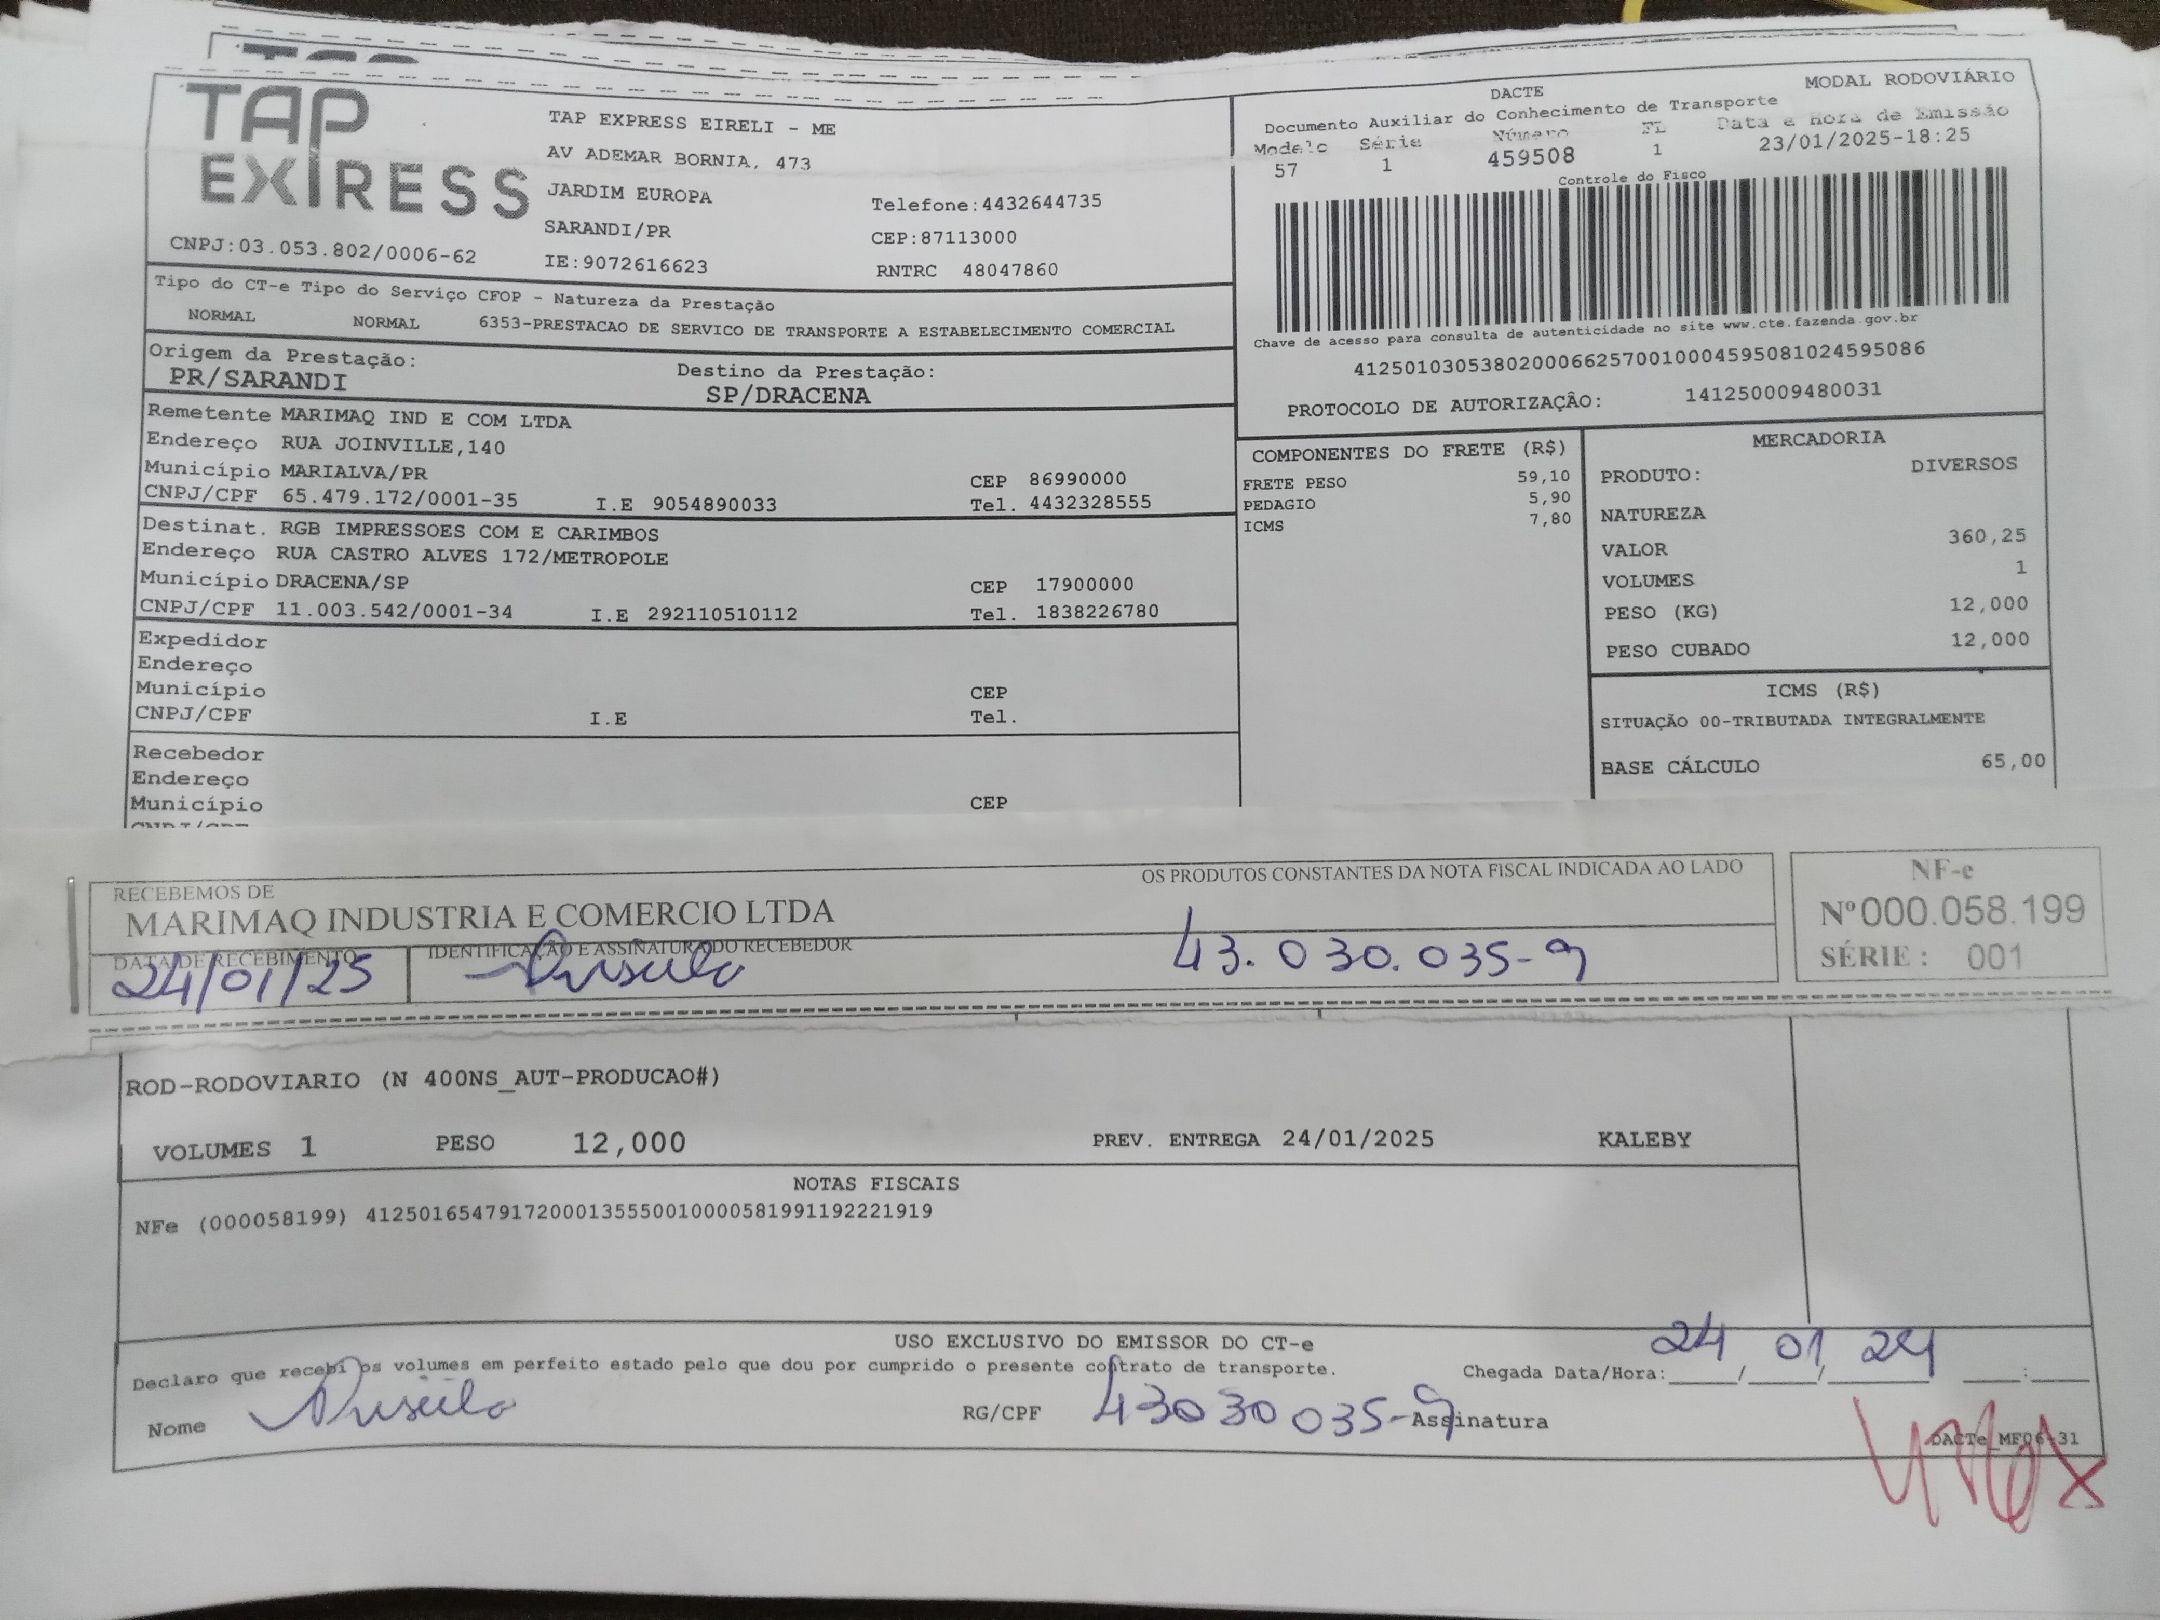 TAP
EXPRESS
CNPJ:03.053.802/0006-62
TAP EXPRESS EIRELI - ME
AV ADEMAR BORNIA, 473
JARDIM EUROPA
SARANDI/PR
IE:9072616623
Telefone:4432644735
CEP:87113000
RNTRC 48047860
DACTE
MODAL RODOVIÁRIO
Documento Auxiliar do Conhecimento de Transporte
Modelo Série Número FL Data e hora de Emissão
57 1 459508 1 23/01/2025-18:25
Controle do Fisco
Chave de acesso para consulta de autenticidade no site www.cte.fazenda.gov.br
41250103053802000662570010004595081024595086
PROTOCOLO DE AUTORIZAÇÂO: 141250009480031
Tipo do CT-e Tipo do Serviço CFOP - Natureza da Prestação
NORMAL NORMAL 6353-PRESTACAO DE SERVICO DE TRANSPORTE A ESTABELECIMENTO COMERCIAL
Origem da Prestação: Destino da Prestação:
PR/SARANDI SP/DRACENA
Remetente MARIMAQ IND E COM LTDA
Endereço RUA JOINVILLE,140
Município MARIALVA/PR CEP 86990000
CNPJ/CPF 65.479.172/0001-35 I.E 9054890033 Tel. 4432328555
Destinat. RGB IMPRESSOES COM E CARIMBOS
Endereço RUA CASTRO ALVES 172/METROPOLE
Município DRACENA/SP CEP 17900000
CNPJ/CPF 11.003.542/0001-34 I.E 292110510112 Tel. 1838226780
Expedidor
Endereço
Município CEP
CNPJ/CPF I.E Tel.
Recebedor
Endereço
Município CEP
COMPONENTES DO FRETE (R$)
FRETE PESO 59,10
PEDAGIO 5,90
ICMS 7,80
MERCADORIA
PRODUTO: DIVERSOS
NATUREZA
VALOR 360,25
VOLUMES 1
PESO (KG) 12,000
PESO CUBADO 12,000
ICMS (R$)
SITUAÇÃO 00-TRIBUTADA INTEGRALMENTE
BASE CÁLCULO 65,00
RECEBEMOS DE OS PRODUTOS CONSTANTES DA NOTA FISCAL INDICADA AO LADO
MARIMAQ INDUSTRIA E COMERCIO LTDA
DATA DE RECEBIMENTO IDENTIFICAÇÃO E ASSINATURA DO RECEBEDOR
24/01/25 Priscila 43.030.035-9
NF-e
Nº000.058.199
SÉRIE : 001
ROD-RODOVIARIO (N 400NS_AUT-PRODUCAO#)
VOLUMES 1 PESO 12,000 PREV. ENTREGA 24/01/2025 KALEBY
NOTAS FISCAIS
NFe (000058199) 41250165479172000135550010000581991192221919
USO EXCLUSIVO DO EMISSOR DO CT-e
Declaro que recebi os volumes em perfeito estado pelo que dou por cumprido o presente contrato de transporte.
Chegada Data/Hora: 24/01/24 :
Nome Priscila RG/CPF 43030035-9 Assinatura
DACTe_MF06-31